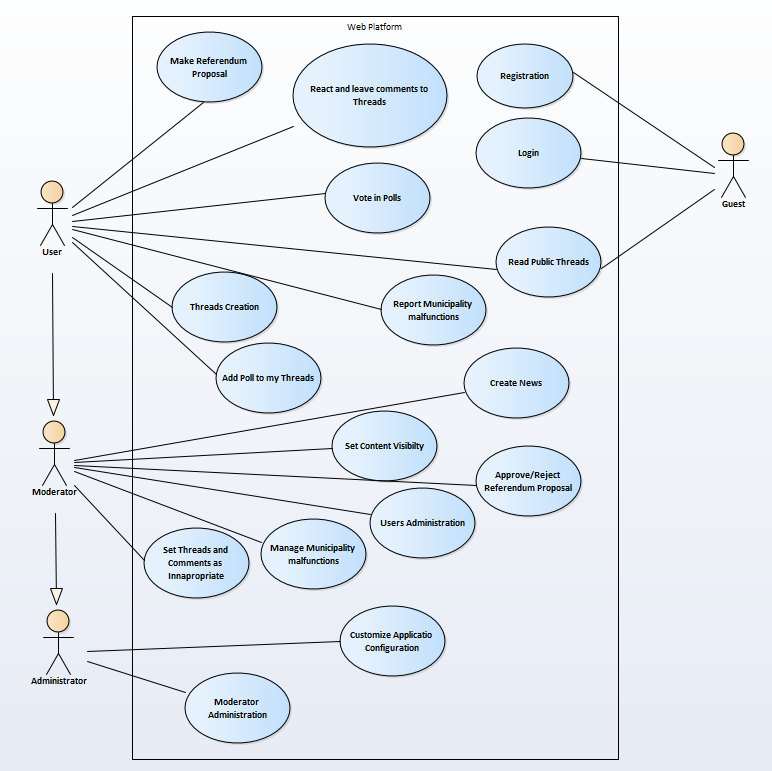 Web Platform
Make Referendum
Proposal
React and leave comments to
Threads
Registration
Login
Vote in Polls
Guest
User
Read Public Threads
Threads Creation
Report Municipality
malfunctions
Add Poll to my Threads
Create News
Set Content Visibilty
Moderator
Approve/Reject
Referendum Proposal
Users Administration
Set Threads and
Comments as
Innapropriate
Manage Municipality
malfunctions
Customize Applicatio
Configuration
Administrator
Moderator
Administration